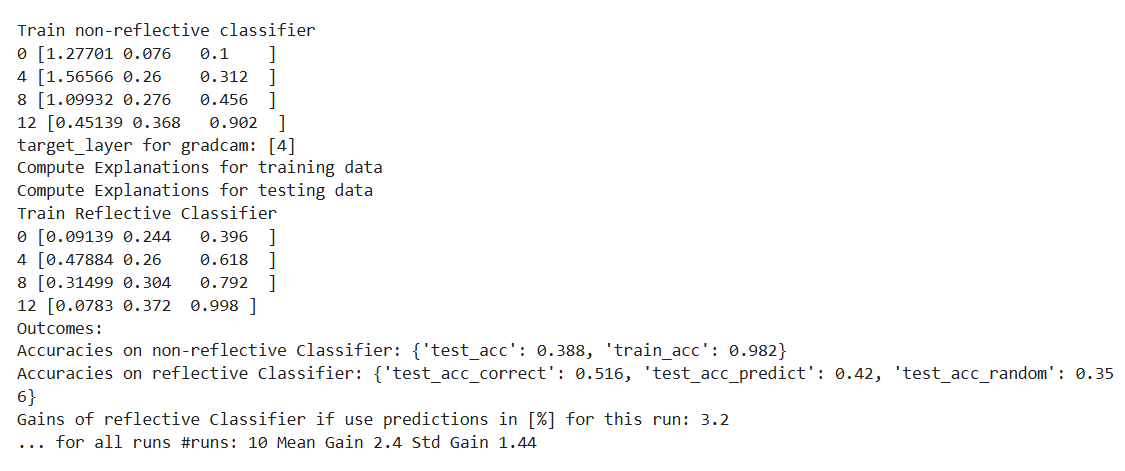 Train non-reflective classifier
0 [1.27701 0.076   0.1    ]
4 [1.56566 0.26    0.312  ]
8 [1.09932 0.276   0.456  ]
12 [0.45139 0.368   0.902  ]
target_layer for gradcam: [4]
Compute Explanations for training data
Compute Explanations for testing data
Train Reflective Classifier
0 [0.09139 0.244   0.396  ]
4 [0.47884 0.26    0.618  ]
8 [0.31499 0.304   0.792  ]
12 [0.0783 0.372  0.998 ]
Outcomes:
Accuracies on non-reflective Classifier: {'test_acc': 0.388, 'train_acc': 0.982}
Accuracies on reflective Classifier: {'test_acc_correct': 0.516, 'test_acc_predict': 0.42, 'test_acc_random': 0.35
6}
Gains of reflective Classifier if use predictions in [%] for this run: 3.2
... for all runs #runs: 10 Mean Gain 2.4 Std Gain 1.44